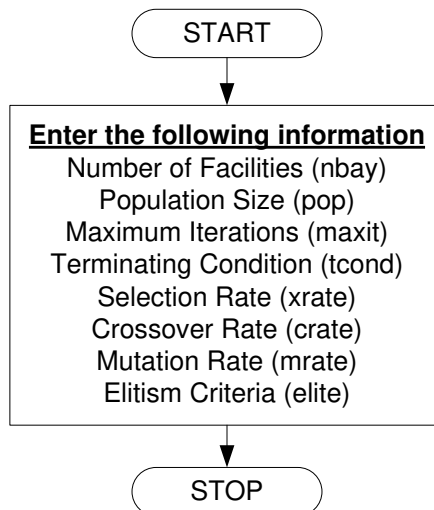 START
Enter the following information
Number of Facilities (nbay)
Population Size (pop)
Maximum Iterations (maxit)
Terminating Condition (tcond)
Selection Rate (xrate)
Crossover Rate (crate)
Mutation Rate (mrate)
Elitism Criteria (elite)
STOP